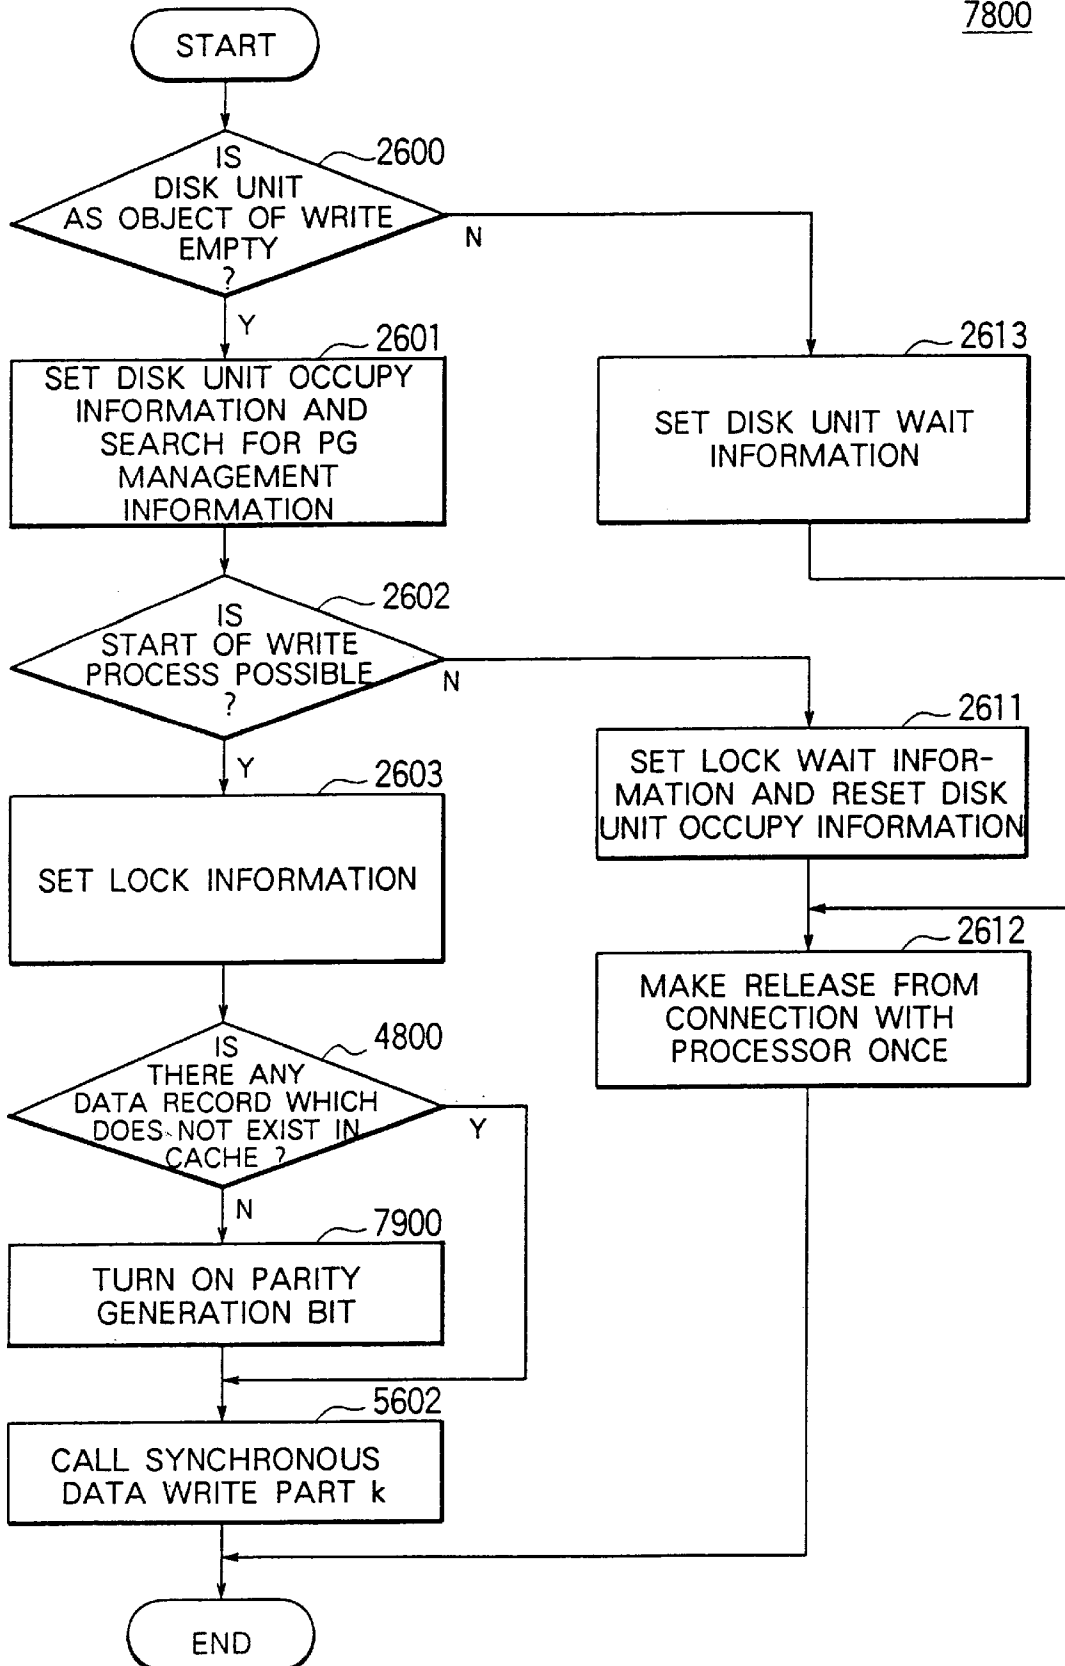 7800
START
2600
IS
DISK UNIT
AS OBJECT OF WRITE
EMPTY
?
N
Y
2601
SET DISK UNIT OCCUPY
INFORMATION AND
SEARCH FOR PG
MANAGEMENT
INFORMATION
2613
SET DISK UNIT WAIT
INFORMATION
2602
IS
START OF WRITE
PROCESS POSSIBLE
?
N
Y
2603
SET LOCK INFORMATION
2611
SET LOCK WAIT INFOR-
MATION AND RESET DISK
UNIT OCCUPY INFORMATION
2612
MAKE RELEASE FROM
CONNECTION WITH
PROCESSOR ONCE
4800
IS
THERE ANY
DATA RECORD WHICH
DOES NOT EXIST IN
CACHE ?
Y
N
7900
TURN ON PARITY
GENERATION BIT
5602
CALL SYNCHRONOUS
DATA WRITE PART k
END